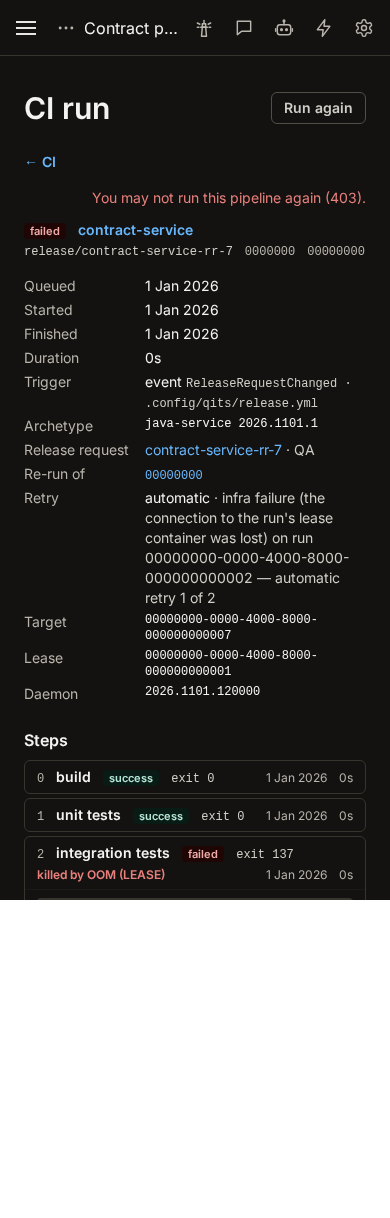 Contract p...
CI run
Run again
← CI
You may not run this pipeline again (403).
failed contract-service
release/contract-service-rr-7 0000000 00000000
Queued 1 Jan 2026
Started 1 Jan 2026
Finished 1 Jan 2026
Duration 0s
Trigger event ReleaseRequestChanged ·
.config/qits/release.yml
Archetype java-service 2026.1101.1
Release request contract-service-rr-7 · QA
Re-run of 00000000
Retry automatic · infra failure (the
connection to the run's lease
container was lost) on run
00000000-0000-4000-8000-
000000000002 — automatic
retry 1 of 2
Target 00000000-0000-4000-8000-
000000000007
Lease 00000000-0000-4000-8000-
000000000001
Daemon 2026.1101.120000
Steps
0 build success exit 0 1 Jan 2026 0s
1 unit tests success exit 0 1 Jan 2026 0s
2 integration tests failed exit 137
killed by OOM (LEASE) 1 Jan 2026 0s